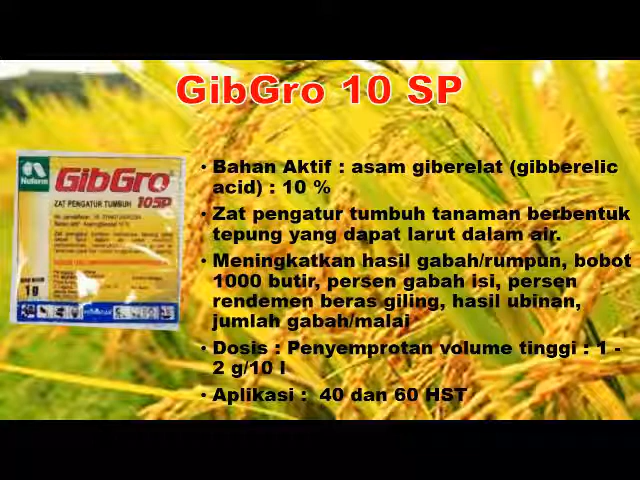 GibGro 10 SP
• Bahan Aktif : asam giberelat (gibberelic
acid) : 10 %
• Zat pengatur tumbuh tanaman berbentuk
tepung yang dapat larut dalam air.
• Meningkatkan hasil gabah/rumpun, bobot
1000 butir, persen gabah isi, persen
rendemen beras giling, hasil ubinan,
jumlah gabah/malai
• Dosis : Penyemprotan volume tinggi : 1 -
2 g/10 l
• Aplikasi :  40 dan 60 HST
Nufarm
GibGro
10SP
ZAT PENGATUR TUMBUH
1g